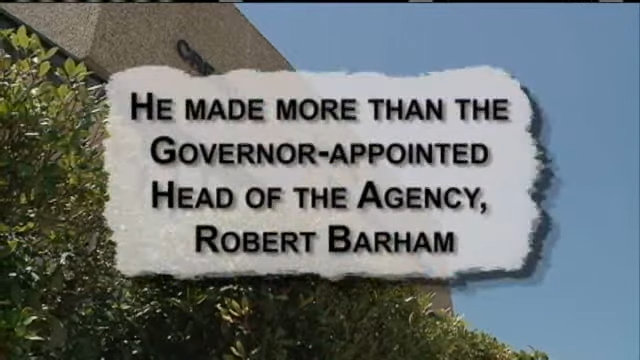 HE MADE MORE THAN THE
GOVERNOR-APPOINTED
HEAD OF THE AGENCY,
ROBERT BARHAM